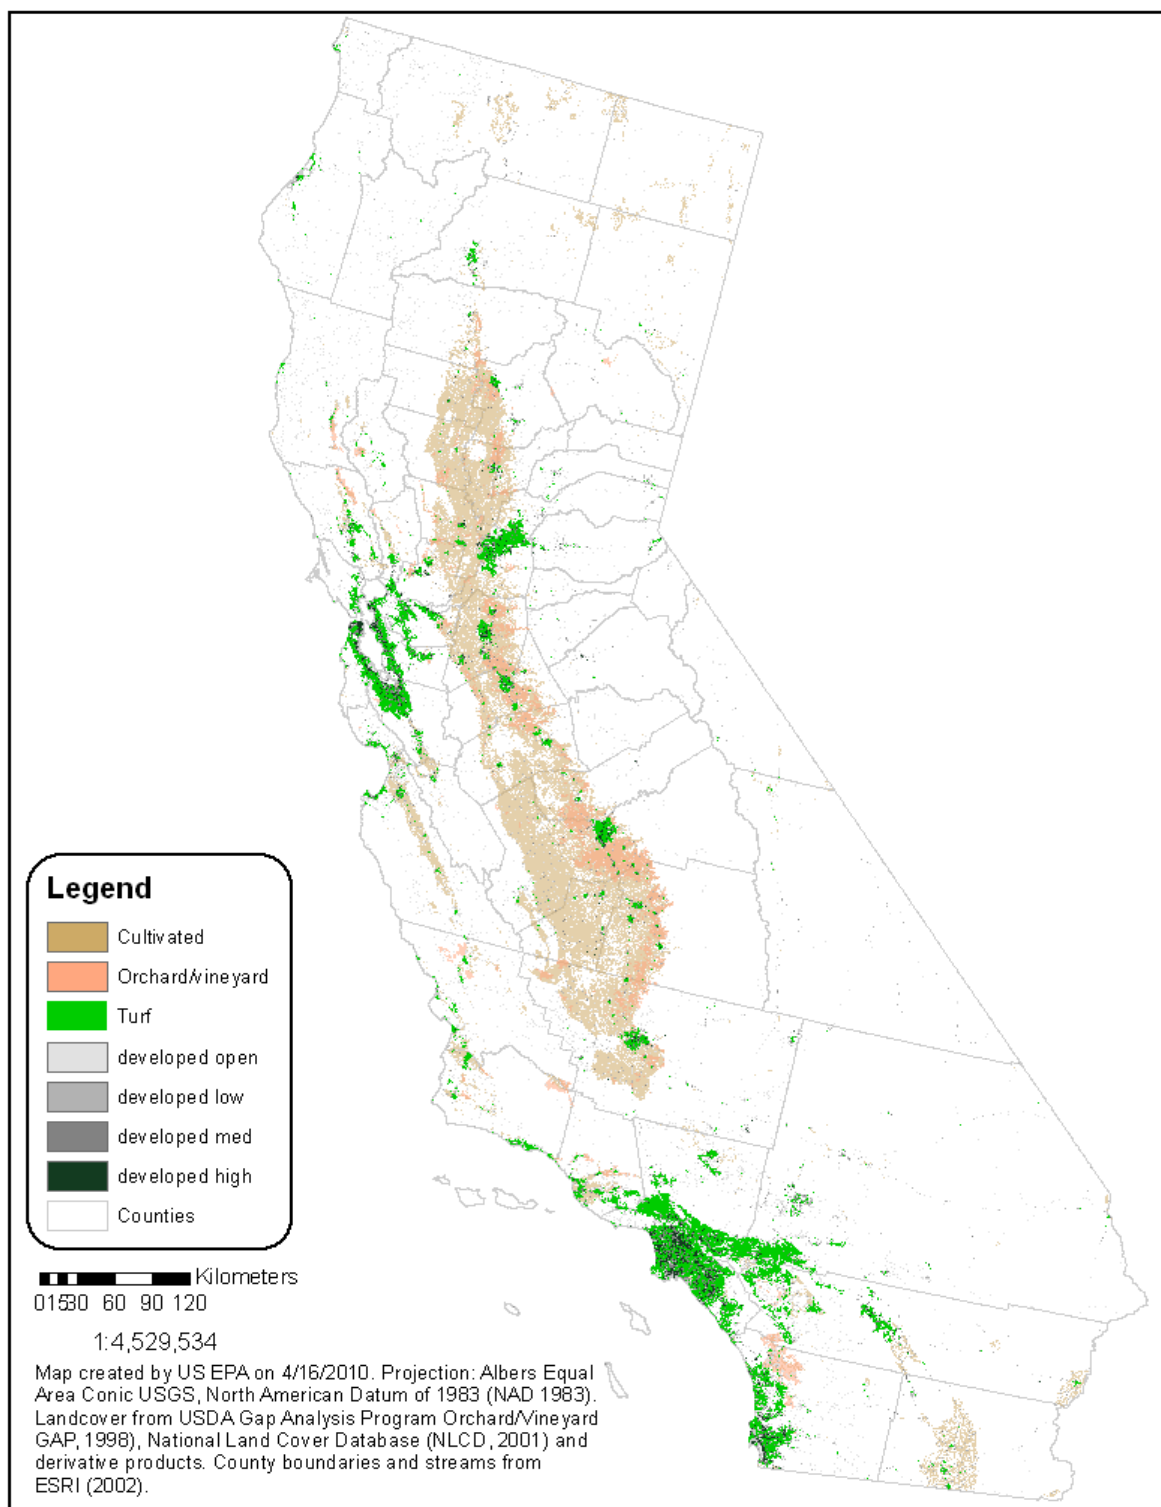 Legend
Cultivated
Orchard/vineyard
Turf
developed open
developed low
developed med
developed high
Counties
Kilometers
01530 60 90 120
1:4,529,534
Map created by US EPA on 4/16/2010. Projection: Albers Equal
Area Conic USGS, North American Datum of 1983 (NAD 1983).
Landcover from USDA Gap Analysis Program Orchard/Vineyard
GAP, 1998), National Land Cover Database (NLCD, 2001) and
derivative products. County boundaries and streams from
ESRI (2002).